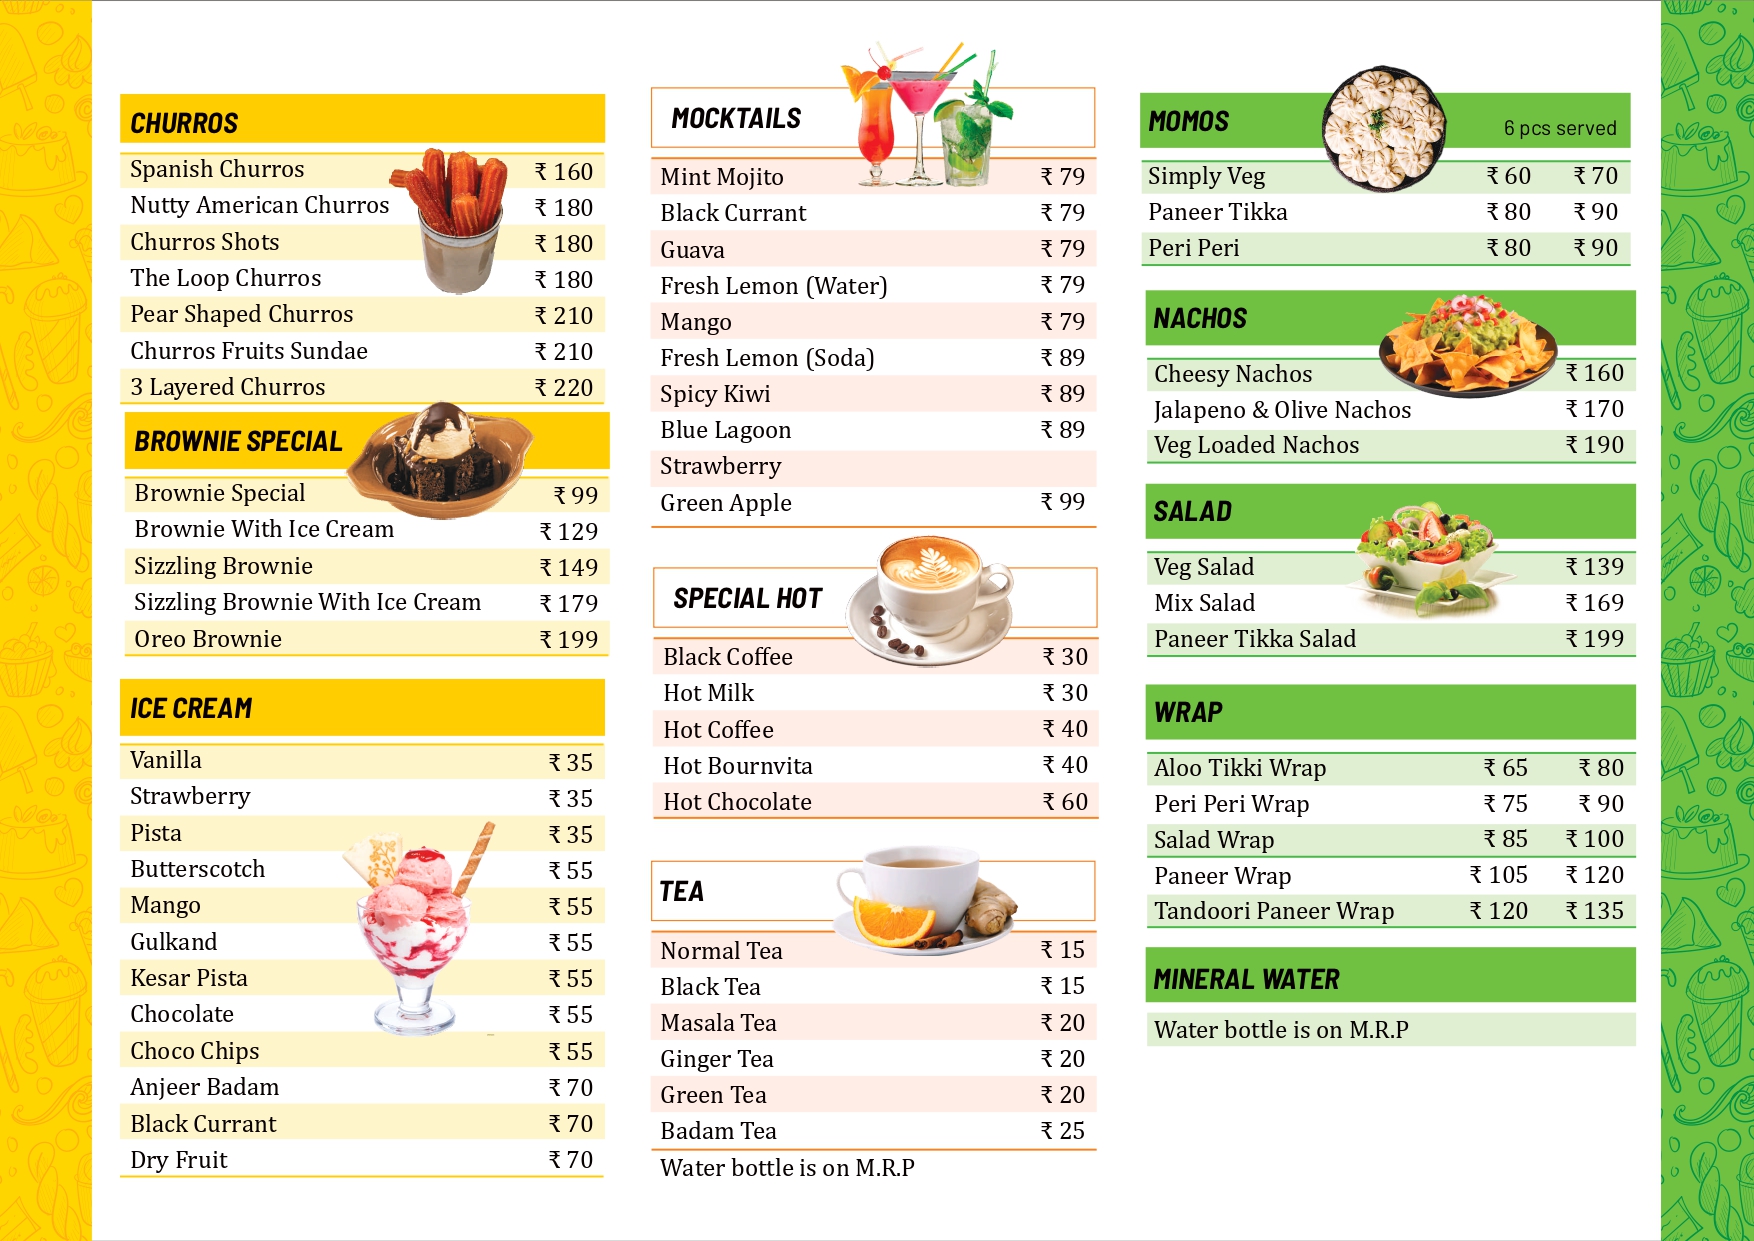 CHURROS
Spanish Churros ₹ 160
Nutty American Churros ₹ 180
Churros Shots ₹ 180
The Loop Churros ₹ 180
Pear Shaped Churros ₹ 210
Churros Fruits Sundae ₹ 210
3 Layered Churros ₹ 220
BROWNIE SPECIAL
Brownie Special ₹ 99
Brownie With Ice Cream ₹ 129
Sizzling Brownie ₹ 149
Sizzling Brownie With Ice Cream ₹ 179
Oreo Brownie ₹ 199
ICE CREAM
Vanilla ₹ 35
Strawberry ₹ 35
Pista ₹ 35
Butterscotch ₹ 55
Mango ₹ 55
Gulkand ₹ 55
Kesar Pista ₹ 55
Chocolate ₹ 55
Choco Chips ₹ 55
Anjeer Badam ₹ 70
Black Currant ₹ 70
Dry Fruit ₹ 70
MOCKTAILS
Mint Mojito ₹ 79
Black Currant ₹ 79
Guava ₹ 79
Fresh Lemon (Water) ₹ 79
Mango ₹ 79
Fresh Lemon (Soda) ₹ 89
Spicy Kiwi ₹ 89
Blue Lagoon ₹ 89
Strawberry
Green Apple ₹ 99
SPECIAL HOT
Black Coffee ₹ 30
Hot Milk ₹ 30
Hot Coffee ₹ 40
Hot Bournvita ₹ 40
Hot Chocolate ₹ 60
TEA
Normal Tea ₹ 15
Black Tea ₹ 15
Masala Tea ₹ 20
Ginger Tea ₹ 20
Green Tea ₹ 20
Badam Tea ₹ 25
Water bottle is on M.R.P
MOMOS 6 pcs served
Simply Veg ₹ 60 ₹ 70
Paneer Tikka ₹ 80 ₹ 90
Peri Peri ₹ 80 ₹ 90
NACHOS
Cheesy Nachos ₹ 160
Jalapeno & Olive Nachos ₹ 170
Veg Loaded Nachos ₹ 190
SALAD
Veg Salad ₹ 139
Mix Salad ₹ 169
Paneer Tikka Salad ₹ 199
WRAP
Aloo Tikki Wrap ₹ 65 ₹ 80
Peri Peri Wrap ₹ 75 ₹ 90
Salad Wrap ₹ 85 ₹ 100
Paneer Wrap ₹ 105 ₹ 120
Tandoori Paneer Wrap ₹ 120 ₹ 135
MINERAL WATER
Water bottle is on M.R.P